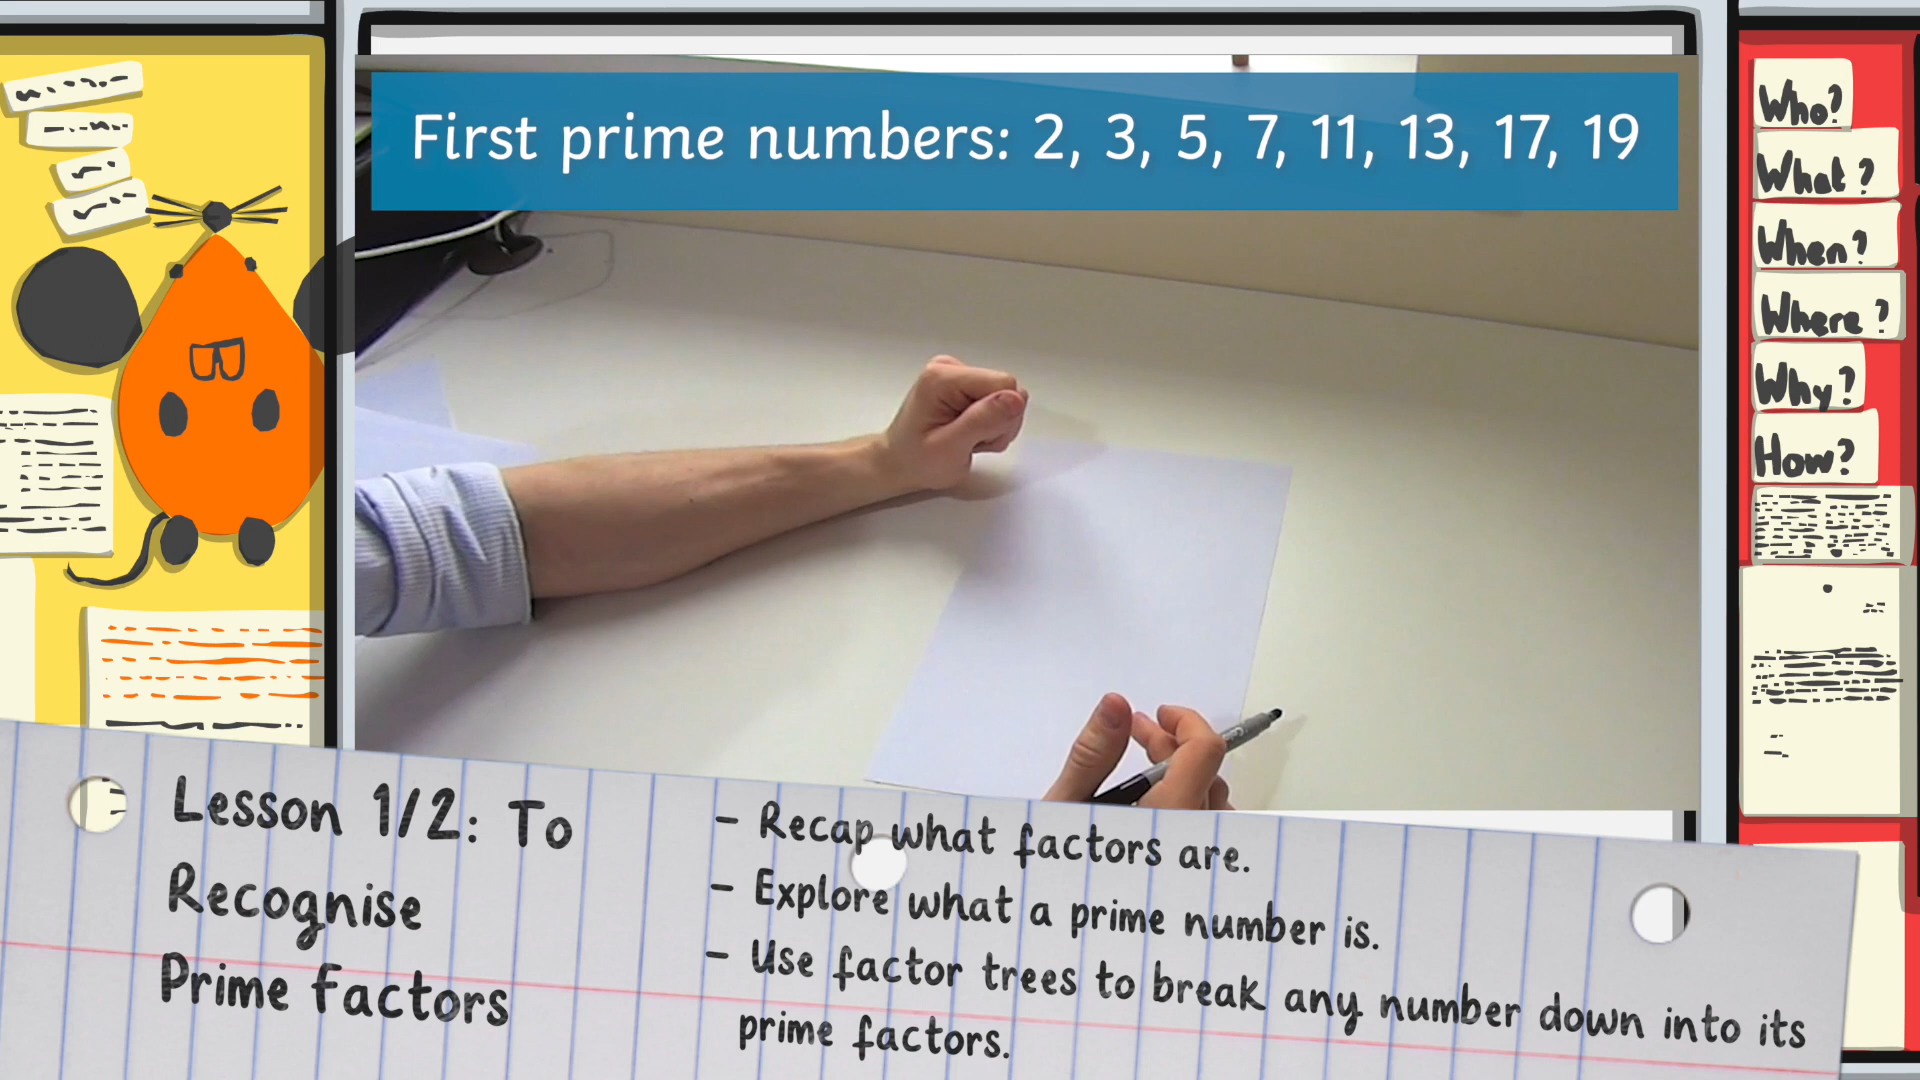 First prime numbers: 2, 3, 5, 7, 11, 13, 17, 19
Who?
What?
When?
Where?
Why?
How?
Lesson 1/2: To
Recognise
Prime Factors
- Recap what factors are.
- Explore what a prime number is.
- Use factor trees to break any number down into its
prime factors.